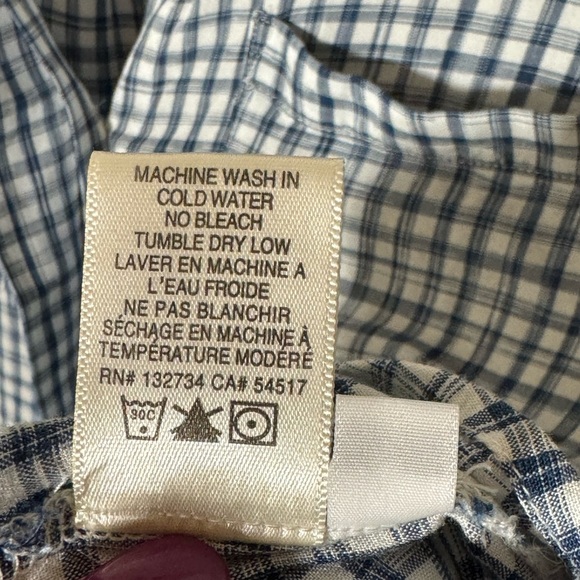 MACHINE WASH IN
COLD WATER
NO BLEACH
TUMBLE DRY LOW
LAVER EN MACHINE A
L'EAU FROIDE
NE PAS BLANCHIR
SÉCHAGE EN MACHINE À
TEMPÉRATURE MODERÉ
RN# 132734 CA# 54517
30C